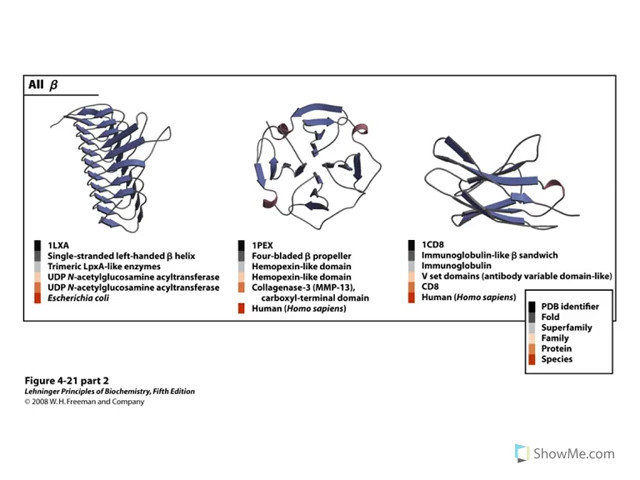 All β
1LXA
Single-stranded left-handed β helix
Trimeric LpxA-like enzymes
UDP N-acetylglucosamine acyltransferase
UDP N-acetylglucosamine acyltransferase
Escherichia coli
1PEX
Four-bladed β propeller
Hemopexin-like domain
Hemopexin-like domain
Collagenase-3 (MMP-13),
carboxyl-terminal domain
Human (Homo sapiens)
1CD8
Immunoglobulin-like β sandwich
Immunoglobulin
V set domains (antibody variable domain-like)
CD8
Human (Homo sapiens)
PDB identifier
Fold
Superfamily
Family
Protein
Species
Figure 4-21 part 2
Lehninger Principles of Biochemistry, Fifth Edition
© 2008 W. H. Freeman and Company
ShowMe.com